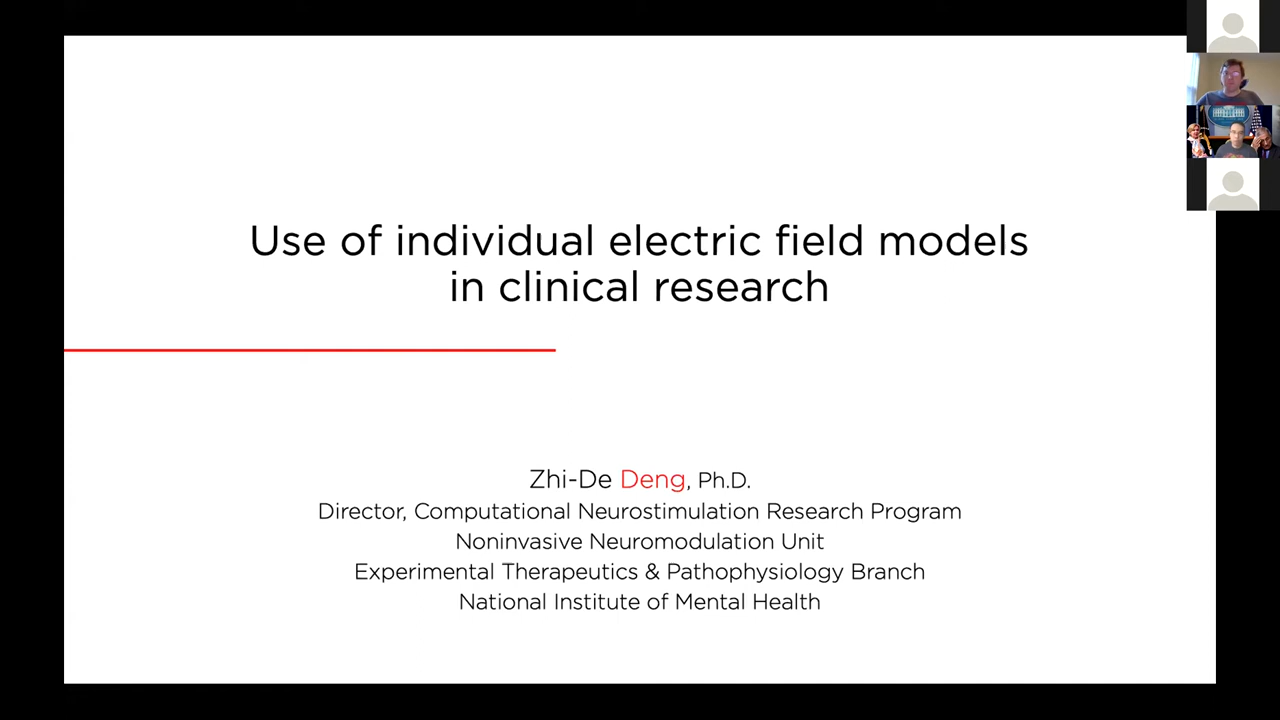 Use of individual electric field models
in clinical research
Zhi-De Deng, Ph.D.
Director, Computational Neurostimulation Research Program
Noninvasive Neuromodulation Unit
Experimental Therapeutics & Pathophysiology Branch
National Institute of Mental Health